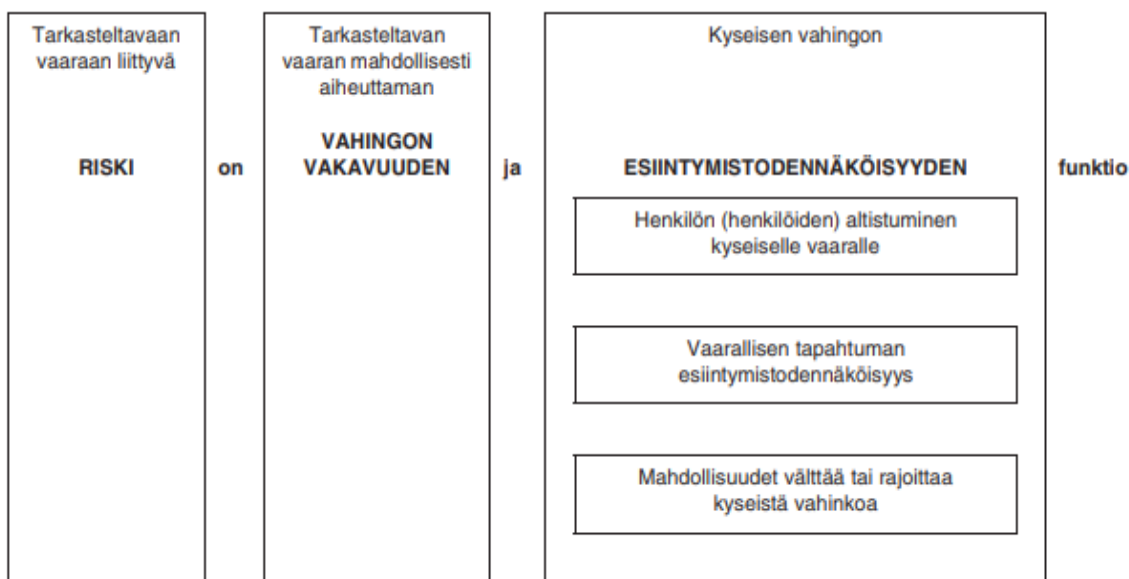 Tarkasteltavaan
vaaraan liittyvä
RISKI
on
Tarkasteltavan
vaaran mahdollisesti
aiheuttaman
VAHINGON
VAKAVUUDEN
ja
Kyseisen vahingon
ESIINTYMISTODENNÄKÖISYYDEN
Henkilön (henkilöiden) altistuminen
kyseiselle vaaralle
Vaarallisen tapahtuman
esiintymistodennäköisyys
Mahdollisuudet välttää tai rajoittaa
kyseistä vahinkoa
funktio